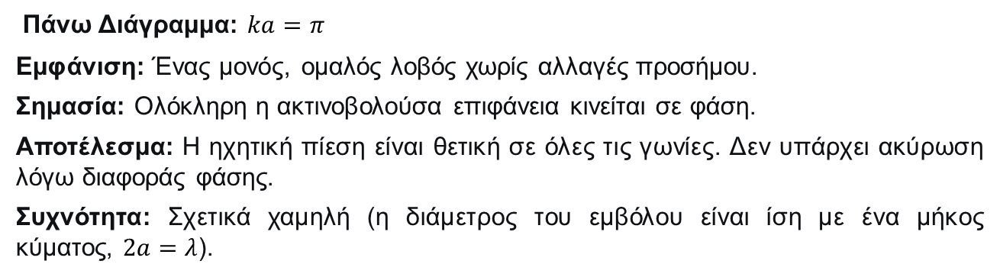 Πάνω Διάγραμμα: ka = π
Εμφάνιση: Ένας μονός, ομαλός λοβός χωρίς αλλαγές προσήμου.
Σημασία: Ολόκληρη η ακτινοβολούσα επιφάνεια κινείται σε φάση.
Αποτέλεσμα: Η ηχητική πίεση είναι θετική σε όλες τις γωνίες. Δεν υπάρχει ακύρωση
λόγω διαφοράς φάσης.
Συχνότητα: Σχετικά χαμηλή (η διάμετρος του εμβόλου είναι ίση με ένα μήκος
κύματος, 2a = λ).